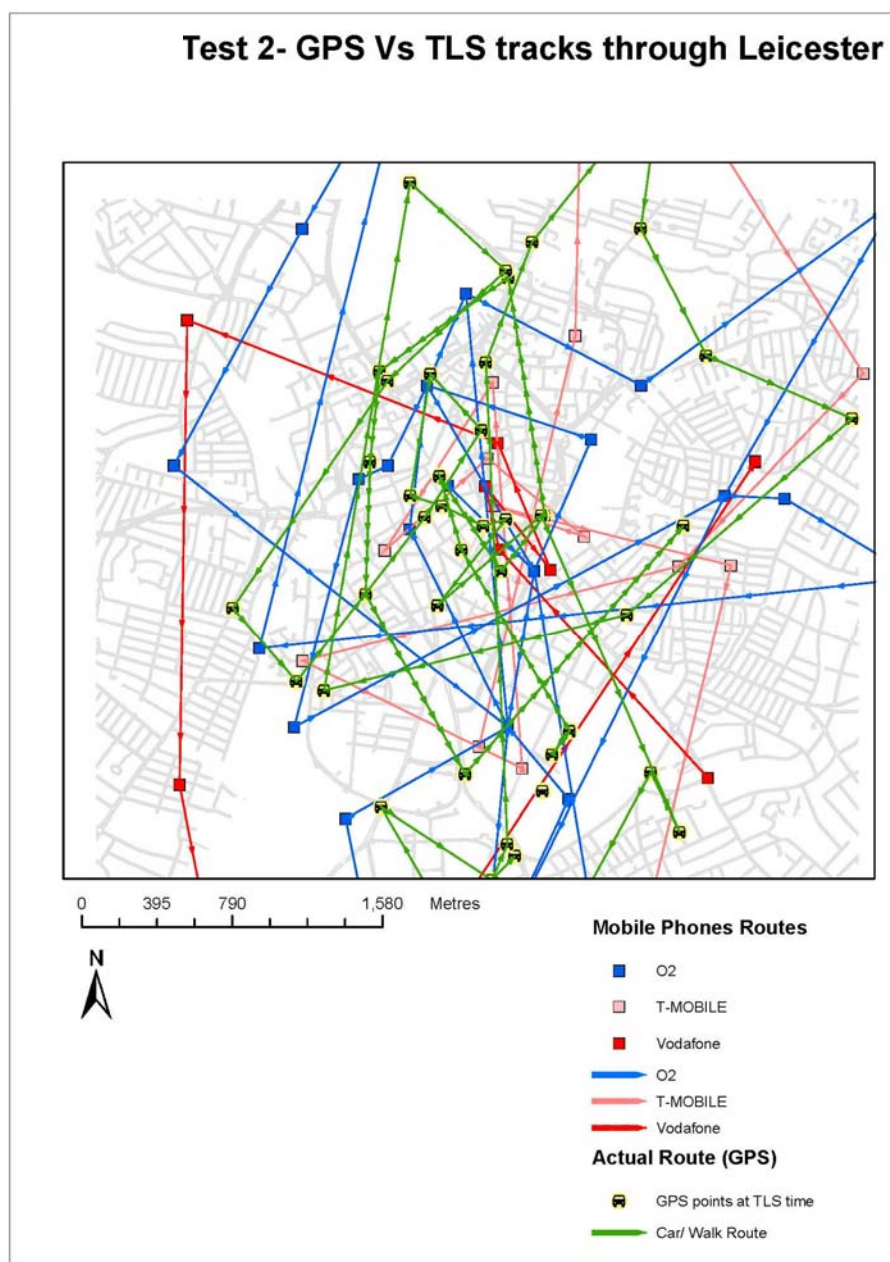 Test 2- GPS Vs TLS tracks through Leicester
0 395 790 1,580 Metres
N
Mobile Phones Routes
O2
T-MOBILE
Vodafone
O2
T-MOBILE
Vodafone
Actual Route (GPS)
GPS points at TLS time
Car/ Walk Route